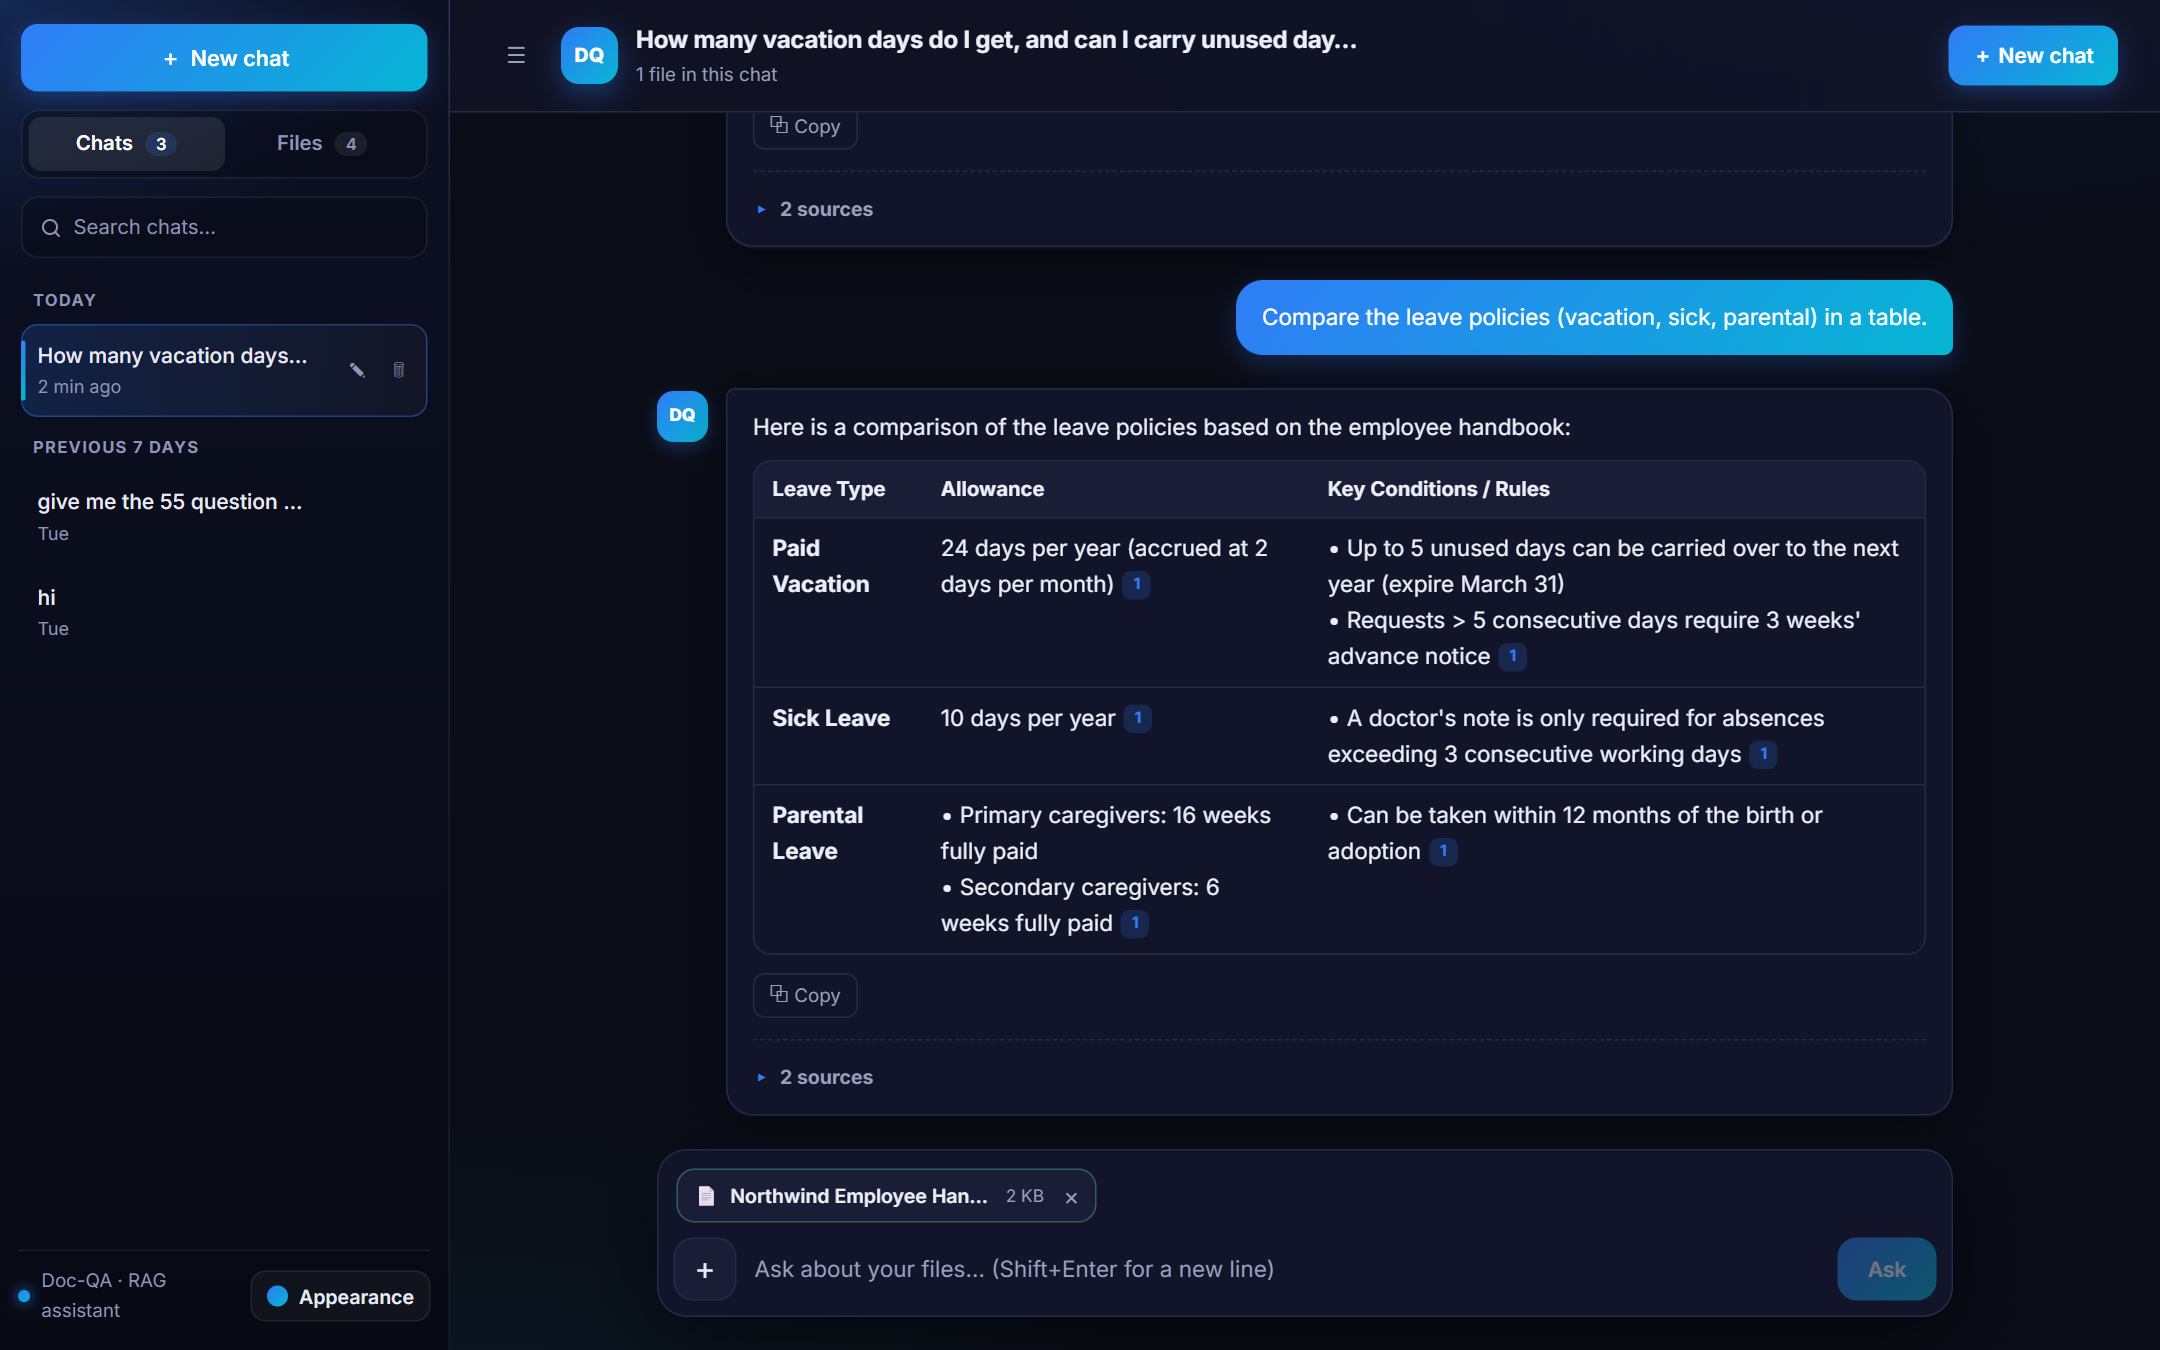 + New chat
Chats 3
Files 4
Search chats...
TODAY
How many vacation days...
2 min ago
PREVIOUS 7 DAYS
give me the 55 question ...
Tue
hi
Tue
Doc-QA · RAG
assistant
Appearance
DQ
How many vacation days do I get, and can I carry unused day...
1 file in this chat
+ New chat
Copy
2 sources
Compare the leave policies (vacation, sick, parental) in a table.
DQ
Here is a comparison of the leave policies based on the employee handbook:
Leave Type
Allowance
Key Conditions / Rules
Paid
Vacation
24 days per year (accrued at 2
days per month) 1
• Up to 5 unused days can be carried over to the next
year (expire March 31)
• Requests > 5 consecutive days require 3 weeks'
advance notice 1
Sick Leave
10 days per year 1
• A doctor's note is only required for absences
exceeding 3 consecutive working days 1
Parental
Leave
• Primary caregivers: 16 weeks
fully paid
• Secondary caregivers: 6
weeks fully paid 1
• Can be taken within 12 months of the birth or
adoption 1
Copy
2 sources
Northwind Employee Han... 2 KB ×
+
Ask about your files... (Shift+Enter for a new line)
Ask